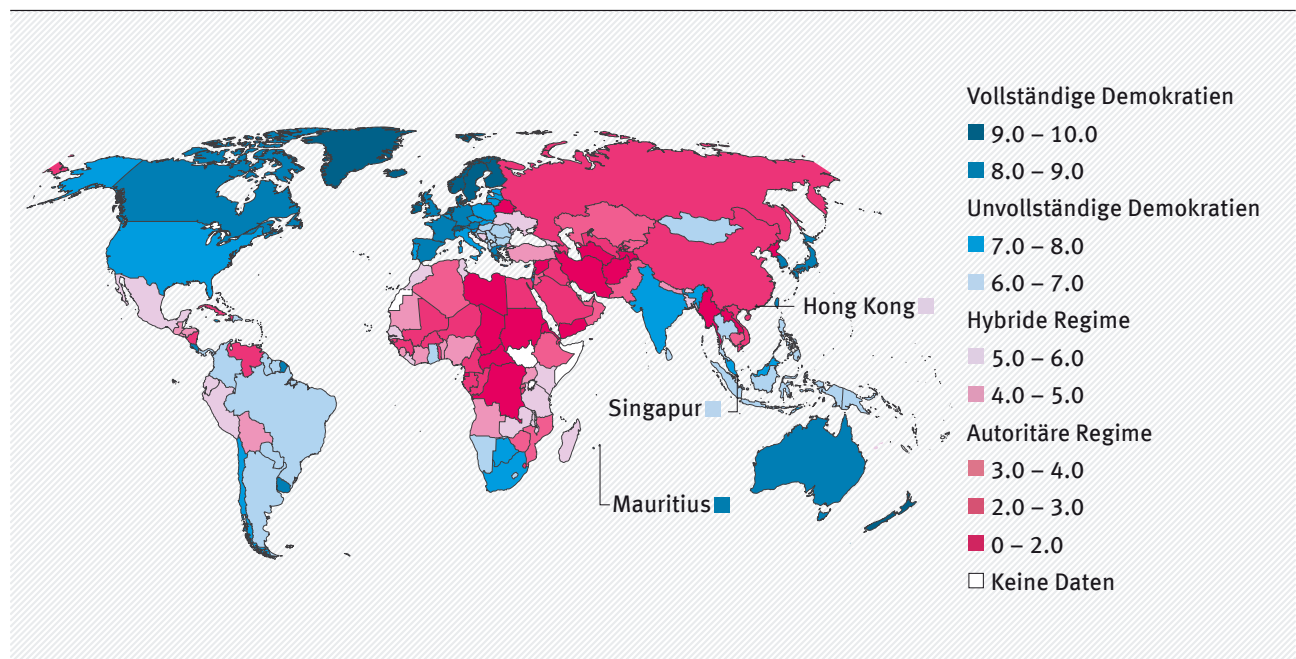 Vollständige Demokratien
9.0 – 10.0
8.0 – 9.0
Unvollständige Demokratien
7.0 – 8.0
6.0 – 7.0
Hybride Regime
5.0 – 6.0
4.0 – 5.0
Autoritäre Regime
3.0 – 4.0
2.0 – 3.0
0 – 2.0
Keine Daten
Hong Kong
Singapur
Mauritius